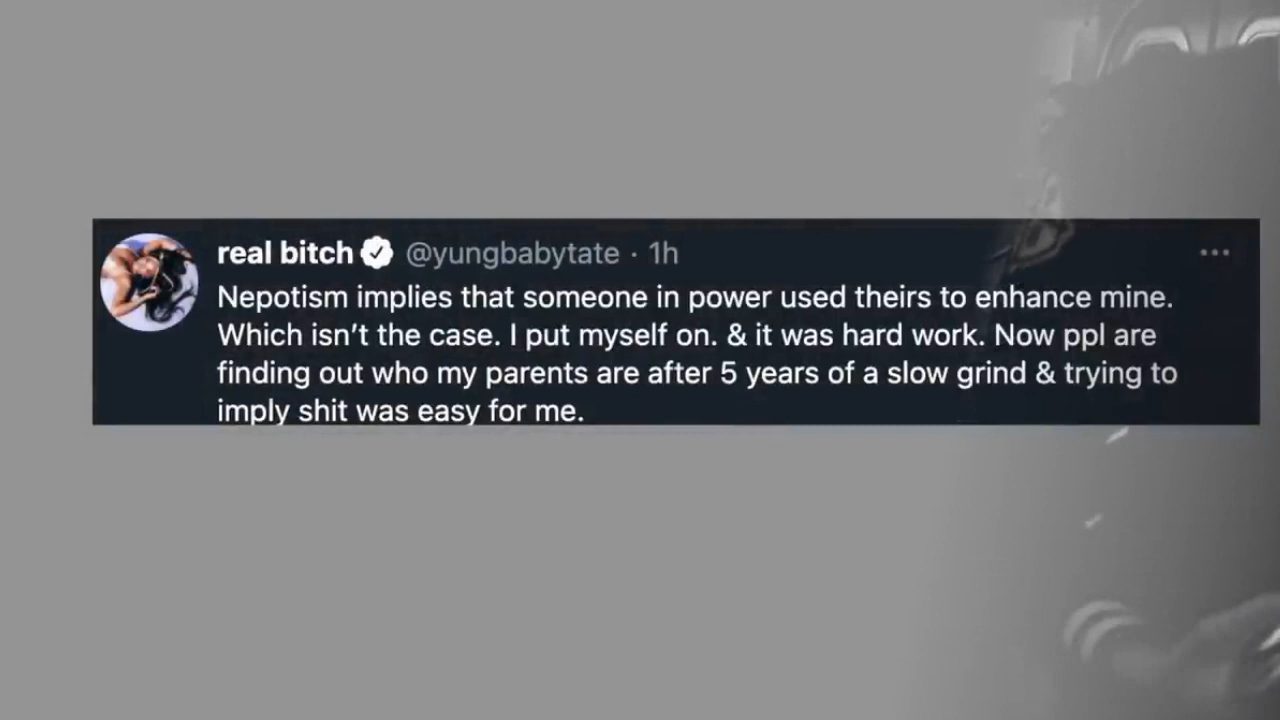 real bitch @yungbabytate · 1h
Nepotism implies that someone in power used theirs to enhance mine.
Which isn't the case. I put myself on. & it was hard work. Now ppl are
finding out who my parents are after 5 years of a slow grind & trying to
imply shit was easy for me.